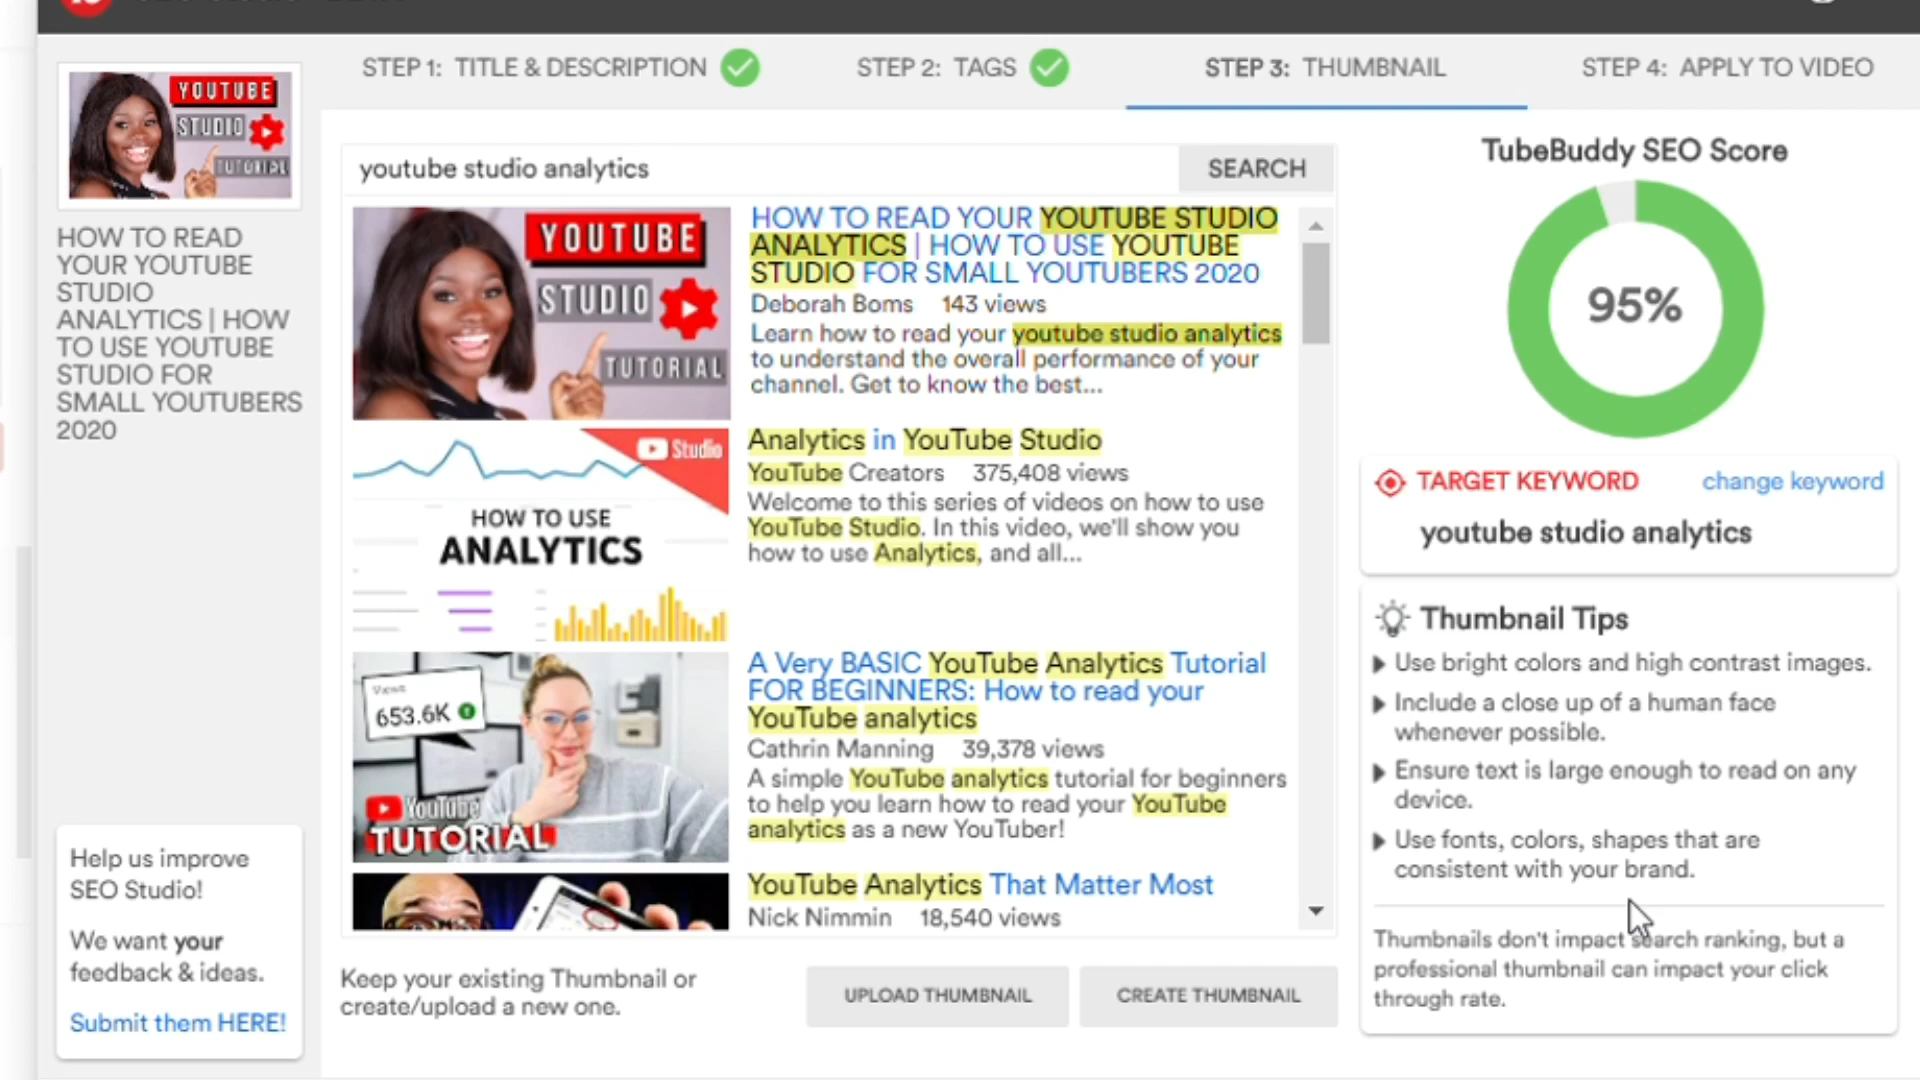 STEP 1: TITLE & DESCRIPTION
STEP 2: TAGS
STEP 3: THUMBNAIL
STEP 4: APPLY TO VIDEO
YOUTUBE
STUDIO
TUTORIAL
HOW TO READ
YOUR YOUTUBE
STUDIO
ANALYTICS | HOW
TO USE YOUTUBE
STUDIO FOR
SMALL YOUTUBERS
2020
Help us improve
SEO Studio!
We want your
feedback & ideas.
Submit them HERE!
youtube studio analytics
SEARCH
YOUTUBE
STUDIO
TUTORIAL
HOW TO READ YOUR YOUTUBE STUDIO
ANALYTICS | HOW TO USE YOUTUBE
STUDIO FOR SMALL YOUTUBERS 2020
Deborah Boms 143 views
Learn how to read your youtube studio analytics
to understand the overall performance of your
channel. Get to know the best...
Studio
HOW TO USE
ANALYTICS
Analytics in YouTube Studio
YouTube Creators 375,408 views
Welcome to this series of videos on how to use
YouTube Studio. In this video, we'll show you
how to use Analytics, and all...
Views
653.6K
YouTube
TUTORIAL
A Very BASIC YouTube Analytics Tutorial
FOR BEGINNERS: How to read your
YouTube analytics
Cathrin Manning 39,378 views
A simple YouTube analytics tutorial for beginners
to help you learn how to read your YouTube
analytics as a new YouTuber!
YouTube Analytics That Matter Most
Nick Nimmin 18,540 views
Keep your existing Thumbnail or
create/upload a new one.
UPLOAD THUMBNAIL
CREATE THUMBNAIL
TubeBuddy SEO Score
95%
TARGET KEYWORD
change keyword
youtube studio analytics
Thumbnail Tips
Use bright colors and high contrast images.
Include a close up of a human face
whenever possible.
Ensure text is large enough to read on any
device.
Use fonts, colors, shapes that are
consistent with your brand.
Thumbnails don't impact search ranking, but a
professional thumbnail can impact your click
through rate.